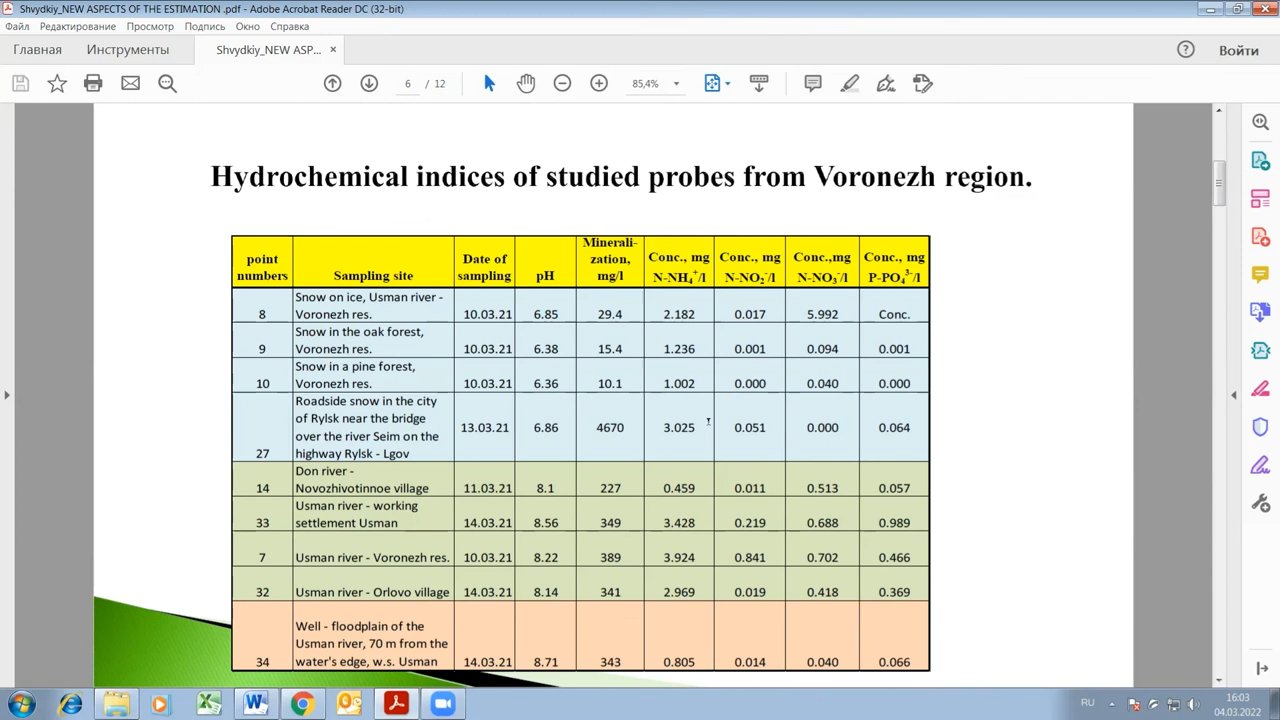 Shvydkiy_NEW ASPECTS OF THE ESTIMATION .pdf - Adobe Acrobat Reader DC (32-bit)
Файл Редактирование Просмотр Подпись Окно Справка
Главная Инструменты Shvydkiy_NEW ASP... × Войти
6 / 12 85,4%
Hydrochemical indices of studied probes from Voronezh region.
point numbers Sampling site Date of sampling pH Minerali-zation, mg/l Conc., mg N-NH₄⁺/l Conc., mg N-NO₂⁻/l Conc.,mg N-NO₃⁻/l Conc., mg P-PO₄³⁻/l
Snow on ice, Usman river -
8 Voronezh res. 10.03.21 6.85 29.4 2.182 0.017 5.992 Conc.
Snow in the oak forest,
9 Voronezh res. 10.03.21 6.38 15.4 1.236 0.001 0.094 0.001
Snow in a pine forest,
10 Voronezh res. 10.03.21 6.36 10.1 1.002 0.000 0.040 0.000
Roadside snow in the city
of Rylsk near the bridge
over the river Seim on the 13.03.21 6.86 4670 3.025 0.051 0.000 0.064
27 highway Rylsk - Lgov
Don river -
14 Novozhivotinnoe village 11.03.21 8.1 227 0.459 0.011 0.513 0.057
Usman river - working
33 settlement Usman 14.03.21 8.56 349 3.428 0.219 0.688 0.989
7 Usman river - Voronezh res. 10.03.21 8.22 389 3.924 0.841 0.702 0.466
32 Usman river - Orlovo village 14.03.21 8.14 341 2.969 0.019 0.418 0.369
Well - floodplain of the
Usman river, 70 m from the
34 water's edge, w.s. Usman 14.03.21 8.71 343 0.805 0.014 0.040 0.066
RU 16:03
04.03.2022